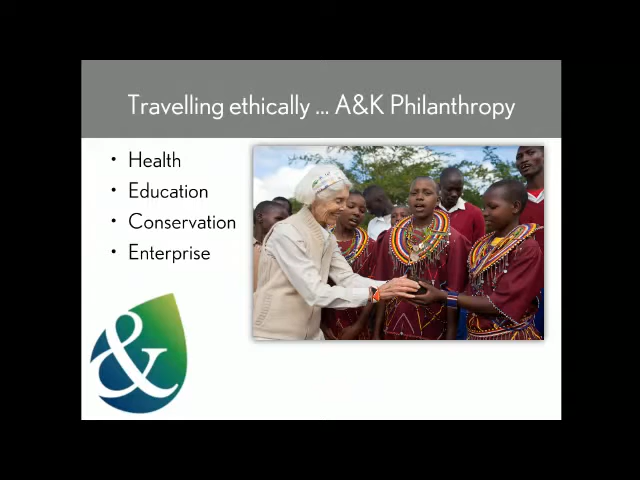 Travelling ethically ... A&K Philanthropy
• Health
• Education
• Conservation
• Enterprise
&